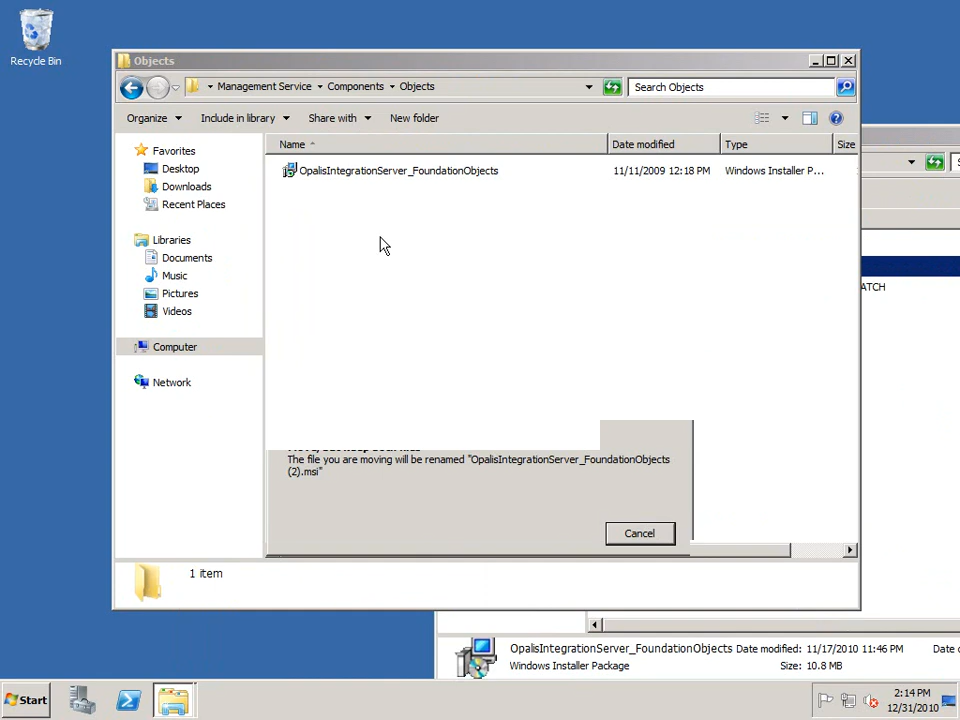 Recycle Bin
Objects
Management Service
Components
Objects
Search Objects
Organize
Include in library
Share with
New folder
Name
Date modified
Type
Size
OpalisIntegrationServer_FoundationObjects
11/11/2009 12:18 PM
Windows Installer P...
Favorites
Desktop
Downloads
Recent Places
Libraries
Documents
Music
Pictures
Videos
Computer
Network
ATCH
The file you are moving will be renamed "OpalisIntegrationServer_FoundationObjects
(2).msi"
Cancel
1 item
OpalisIntegrationServer_FoundationObjects Date modified: 11/17/2010 11:46 PM
Date c
Windows Installer Package
Size: 10.8 MB
Start
2:14 PM
12/31/2010